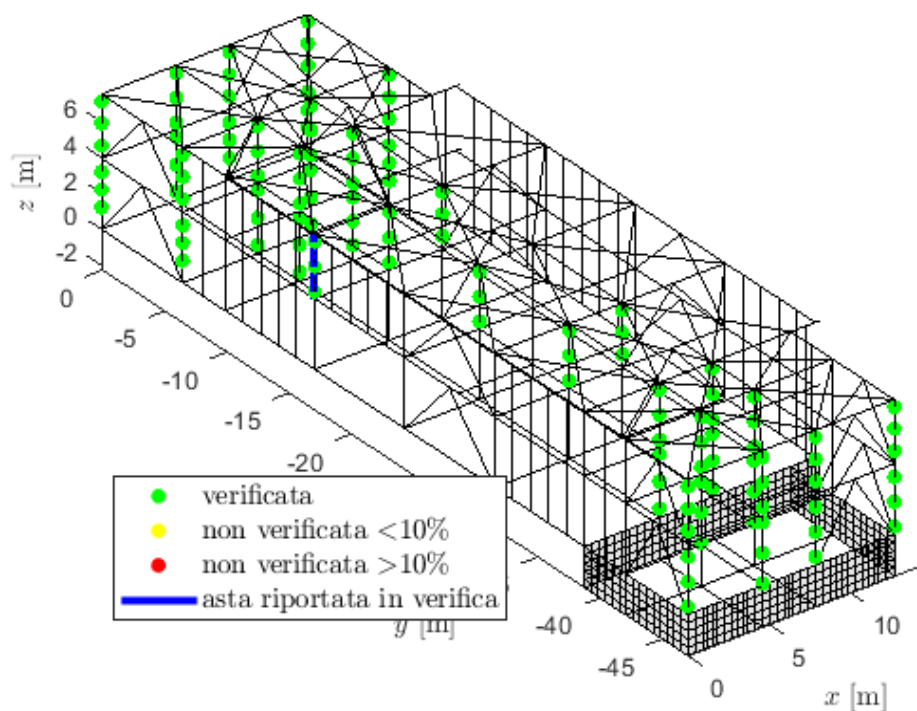 6
4
2
0
-2
z [m]
0
-5
-10
-15
-20
-40
-45
y [m]
0
5
10
x [m]
verificata
non verificata <10%
non verificata >10%
asta riportata in verifica